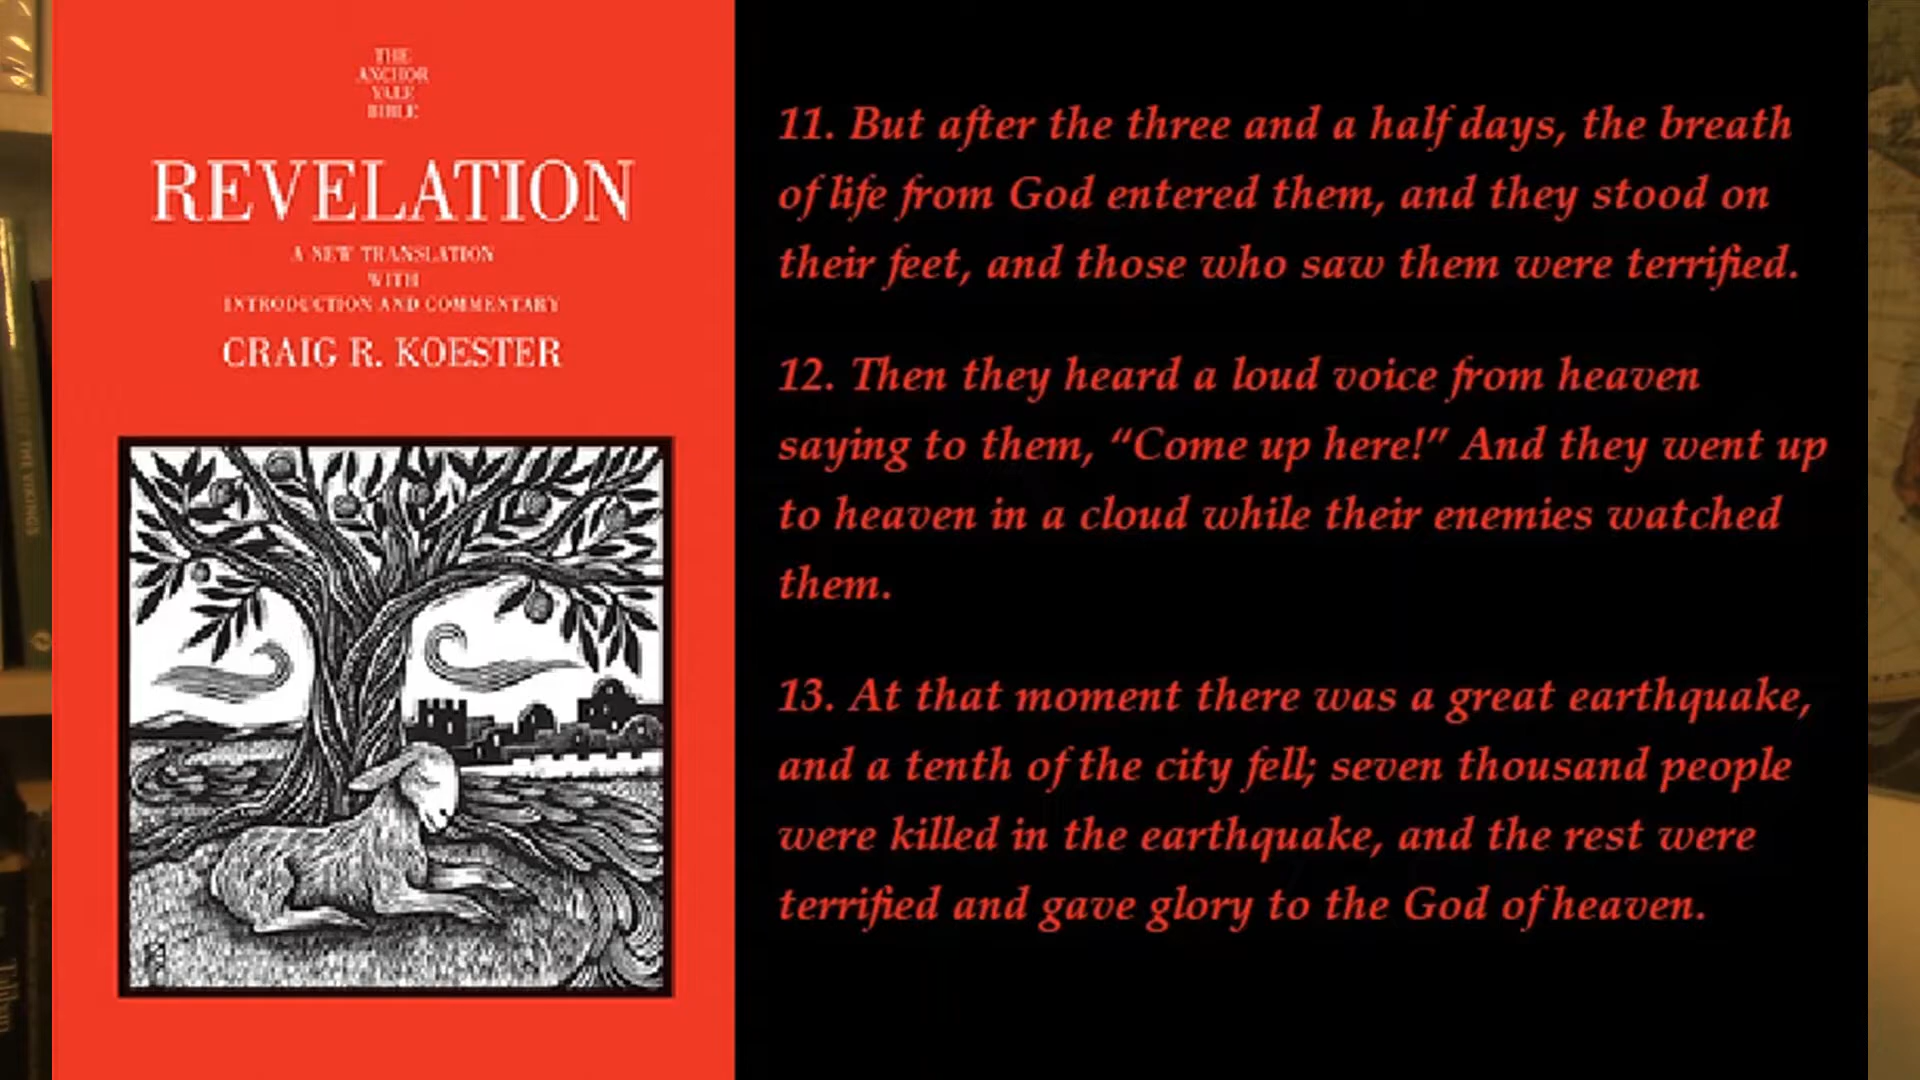 THE
ANCHOR
YALE
BIBLE
REVELATION
A NEW TRANSLATION
WITH
INTRODUCTION AND COMMENTARY
CRAIG R. KOESTER
11. But after the three and a half days, the breath
of life from God entered them, and they stood on
their feet, and those who saw them were terrified.
12. Then they heard a loud voice from heaven
saying to them, “Come up here!” And they went up
to heaven in a cloud while their enemies watched
them.
13. At that moment there was a great earthquake,
and a tenth of the city fell; seven thousand people
were killed in the earthquake, and the rest were
terrified and gave glory to the God of heaven.
THE VIKINGS